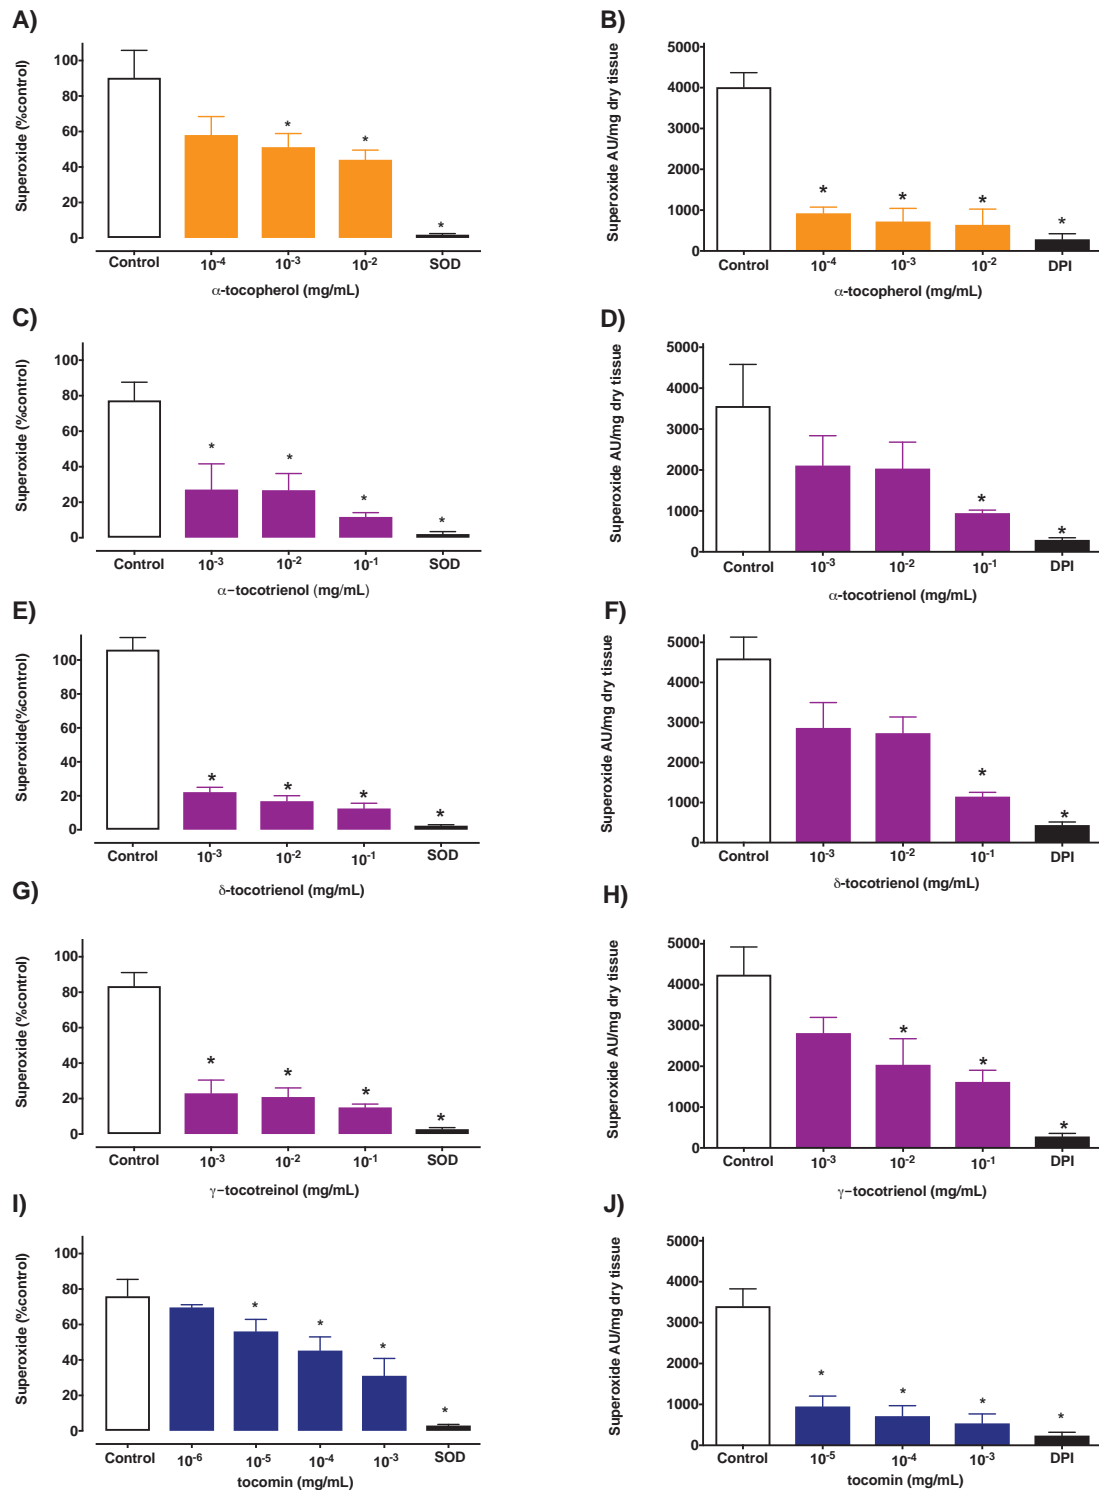 A)
Superoxide (%control)
100
80
60
40
20
0
*
*
*
Control
10-4
10-3
10-2
SOD
α-tocopherol (mg/mL)
B)
Superoxide AU/mg dry tissue
5000
4000
3000
2000
1000
0
*
*
*
*
Control
10-4
10-3
10-2
DPI
α-tocopherol (mg/mL)
C)
Superoxide (%control)
100
80
60
40
20
0
*
*
*
*
Control
10-3
10-2
10-1
SOD
α−tocotrienol (mg/mL)
D)
Superoxide AU/mg dry tissue
5000
4000
3000
2000
1000
0
*
*
Control
10-3
10-2
10-1
DPI
α-tocotrienol (mg/mL)
E)
Superoxide(%control)
100
80
60
40
20
0
*
*
*
*
Control
10-3
10-2
10-1
SOD
δ-tocotrienol (mg/mL)
F)
Superoxide AU/mg dry tissue
5000
4000
3000
2000
1000
0
*
*
Control
10-3
10-2
10-1
DPI
δ-tocotrienol (mg/mL)
G)
Superoxide (%control)
100
80
60
40
20
0
*
*
*
*
Control
10-3
10-2
10-1
SOD
γ−tocotreinol (mg/mL)
H)
Superoxide AU/mg dry tissue
5000
4000
3000
2000
1000
0
*
*
*
Control
10-3
10-2
10-1
DPI
γ−tocotrienol (mg/mL)
I)
Superoxide (%control)
100
80
60
40
20
0
*
*
*
*
Control
10-6
10-5
10-4
10-3
SOD
tocomin (mg/mL)
J)
Superoxide AU/mg dry tissue
5000
4000
3000
2000
1000
0
*
*
*
*
Control
10-5
10-4
10-3
DPI
tocomin (mg/mL)